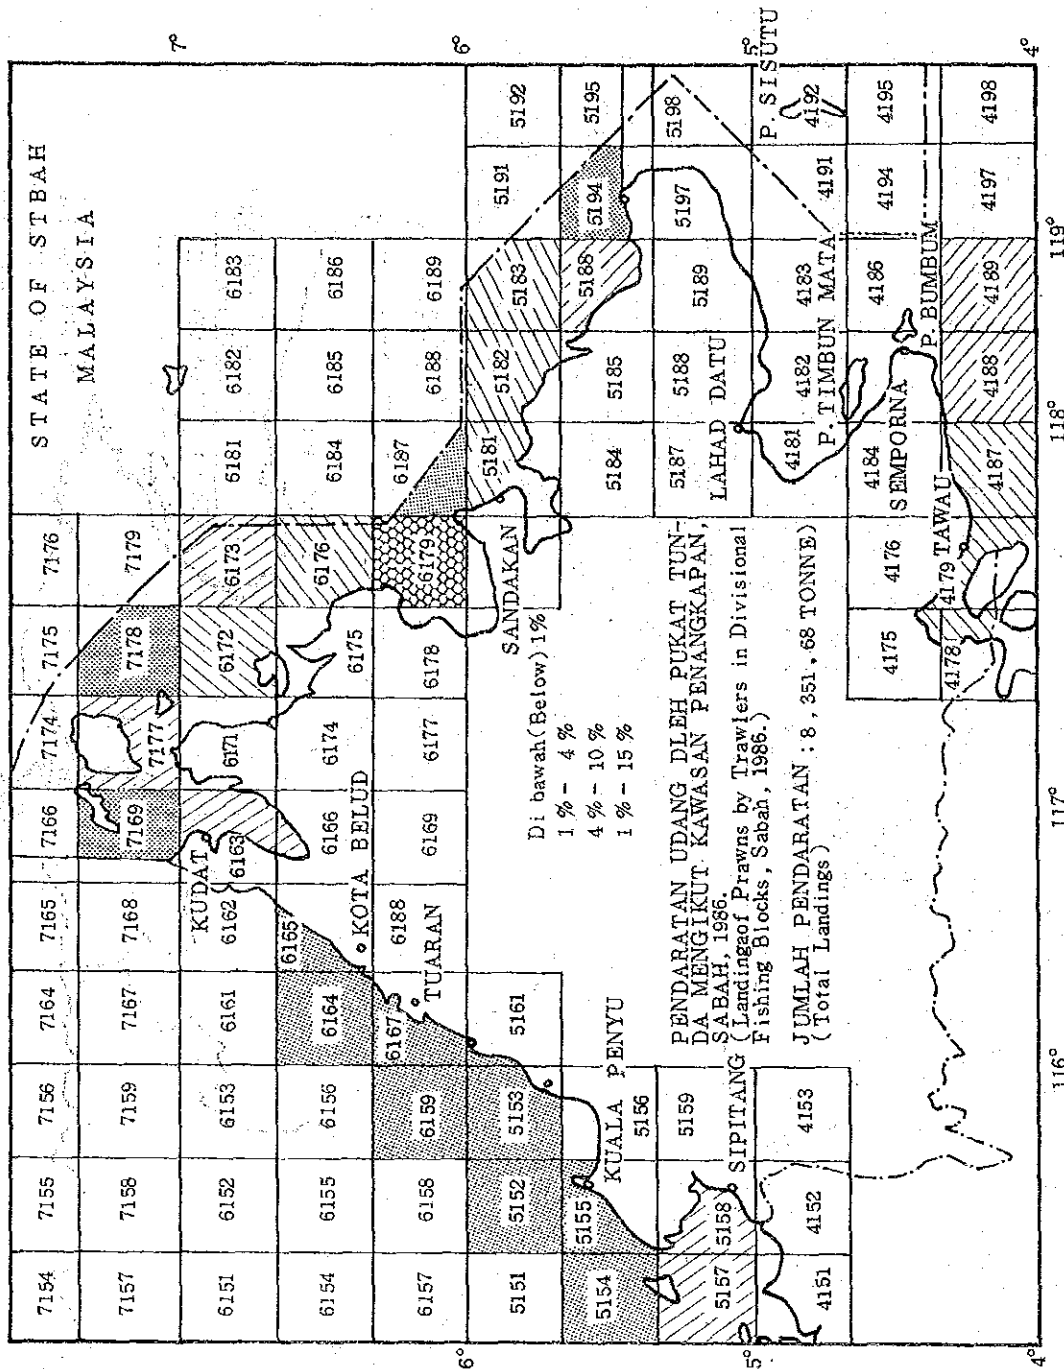 STATE OF STBAH
MALAYSIA
7°
6°
5°
4°
7154 7155 7156 7164 7165 7166 7174 7175 7176
7157 7158 7159 7167 7168 7169 7177 7178 7179
6151 6152 6153 6161 6162 6163 6171 6172 6173 6181 6182 6183
6154 6155 6156 6164 6165 6166 6174 6175 6176 6184 6185 6186
6157 6158 6159 6167 6188 6169 6177 6178 6179 6187 6188 6189
5151 5152 5153 5161 5181 5182 5183 5191 5192
5154 5155 5156 5184 5185 5188 5194 5195
5157 5158 5159 5187 5188 5189 5197 5198
4151 4152 4153 4181 4182 4183 4191 4192
4175 4176 4184 4186 4194 4195
4178 4179 4187 4188 4189 4197 4198
KUDAT
KOTA BELUD
TUARAN
KUALA PENYU
SIPITANG
SANDAKAN
LAHAD DATU
P. TIMBUN MATA
SEMPORNA
P. BUMBUM
TAWAU
P. SISUTU
Di bawah(Below)1%
1 % - 4%
4 % - 10 %
1 % - 15%
PENDARATAN UDANG DLEH PUKAT TUN-
DA MENGIKUT KAWASAN PENANGKAPAN,
SABAH, 1986.
(Landingaof Prawns by Trawlers in Divisional
Fishing Blocks, Sabah, 1986.)
JUMLAH PENDARATAN : 8, 351. 68 TONNE)
(Total Landings)
6°
5°
4°
116°
117°
118°
119°